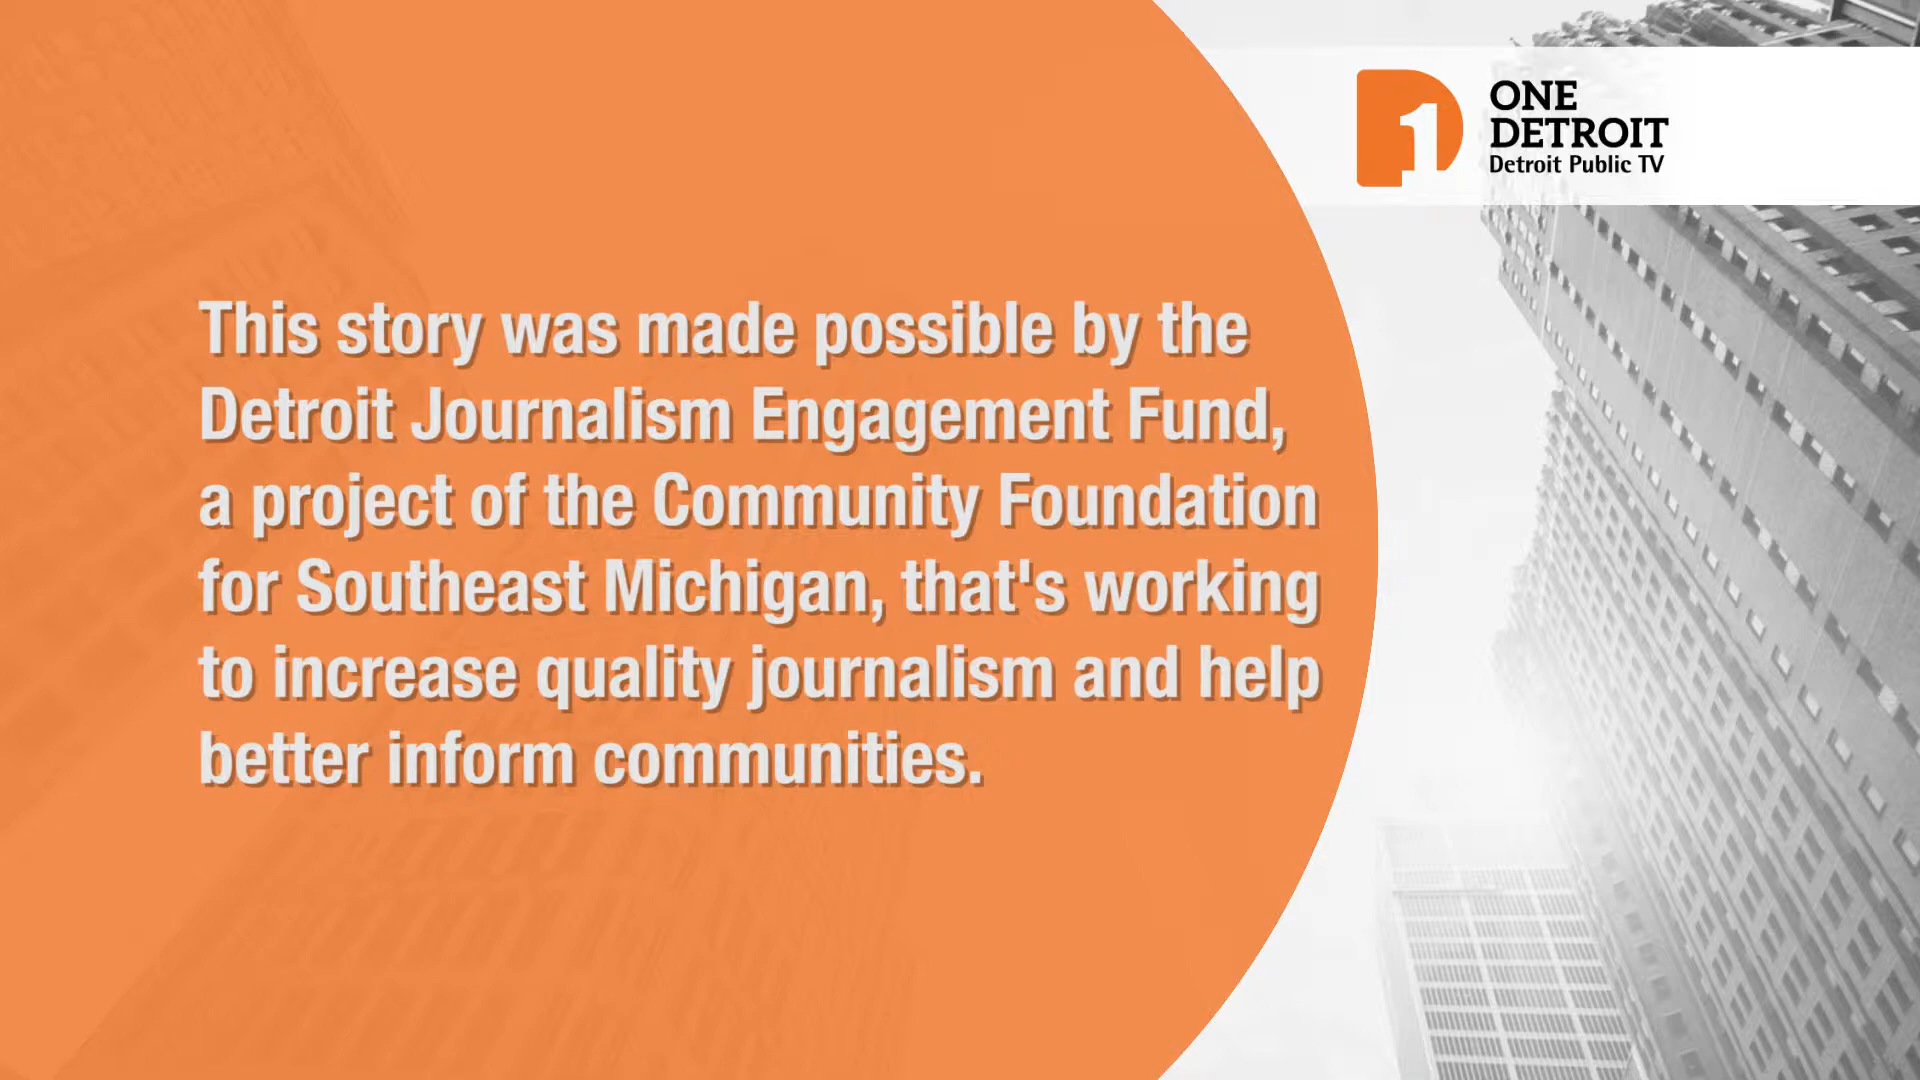 This story was made possible by the
Detroit Journalism Engagement Fund,
a project of the Community Foundation
for Southeast Michigan, that's working
to increase quality journalism and help
better inform communities.
1
ONE
DETROIT
Detroit Public TV